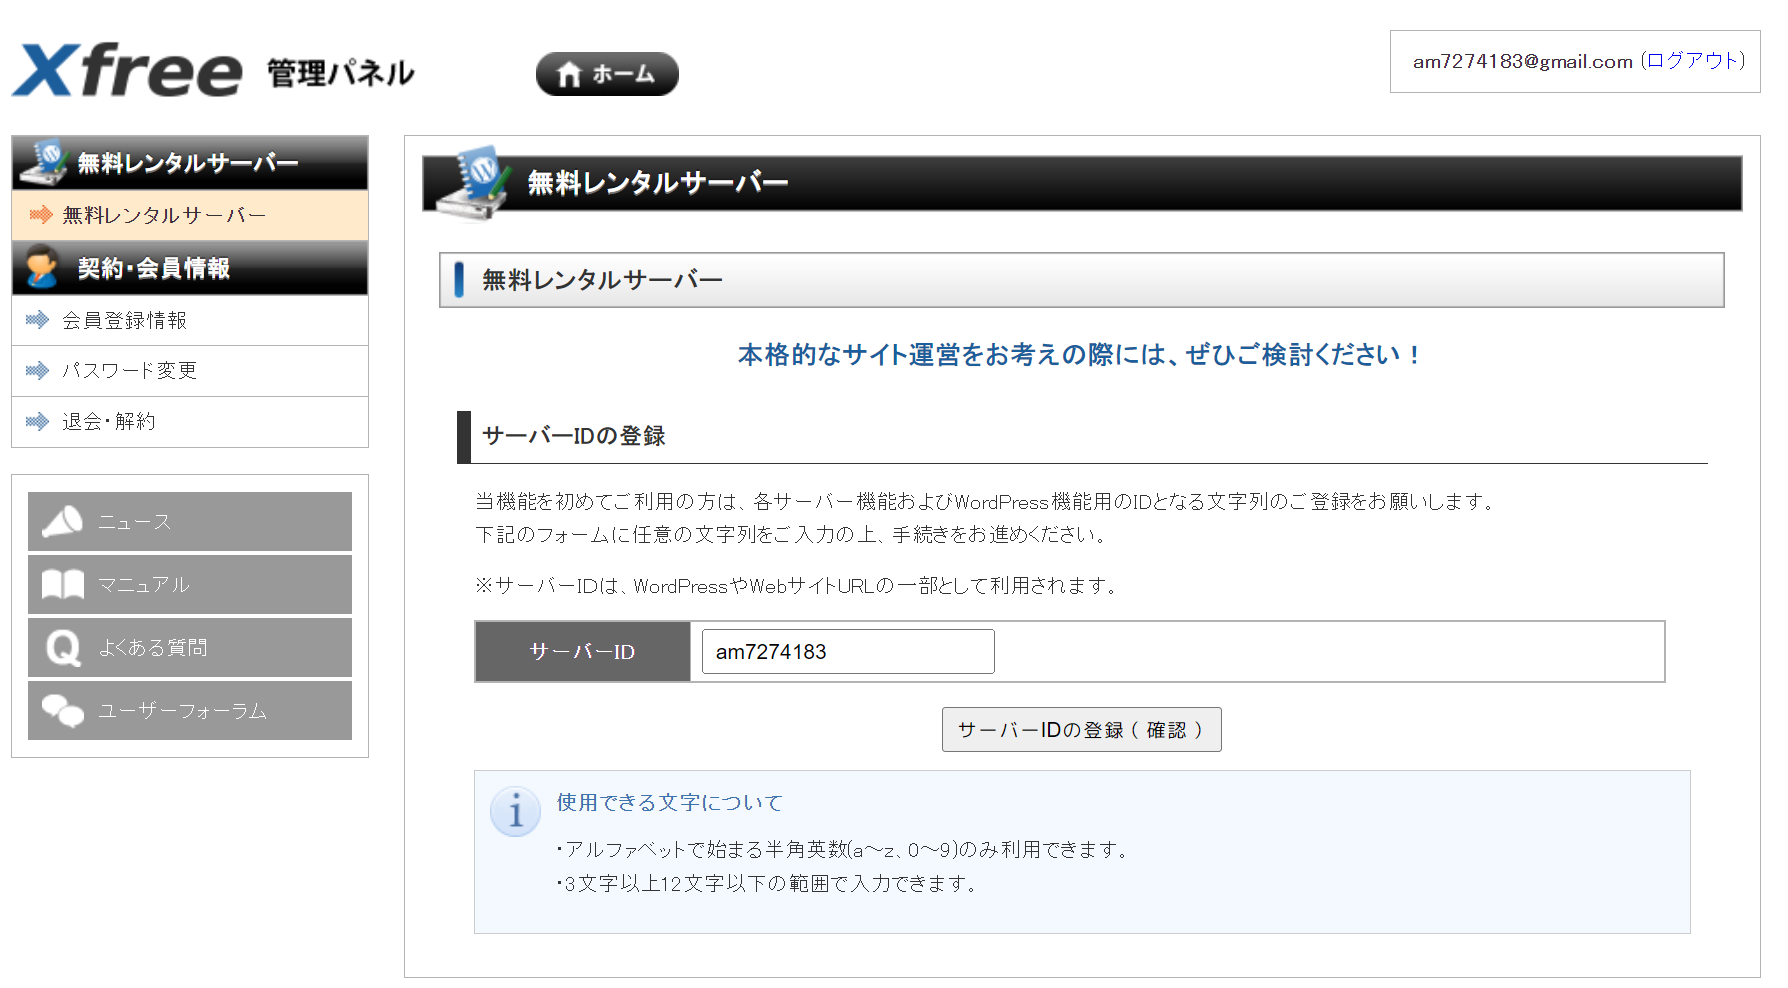 Xfree 管理パネル
ホーム
am7274183@gmail.com (ログアウト)
無料レンタルサーバー
無料レンタルサーバー
契約・会員情報
会員登録情報
パスワード変更
退会・解約
ニュース
マニュアル
よくある質問
ユーザーフォーラム
無料レンタルサーバー
無料レンタルサーバー
本格的なサイト運営をお考えの際には、ぜひご検討ください！
サーバーIDの登録
当機能を初めてご利用の方は、各サーバー機能およびWordPress機能用のIDとなる文字列のご登録をお願いします。
下記のフォームに任意の文字列をご入力の上、手続きをお進めください。
※サーバーIDは、WordPressやWebサイトURLの一部として利用されます。
サーバーID am7274183
サーバーIDの登録（確認）
使用できる文字について
・アルファベットで始まる半角英数(a～z、0～9)のみ利用できます。
・3文字以上12文字以下の範囲で入力できます。